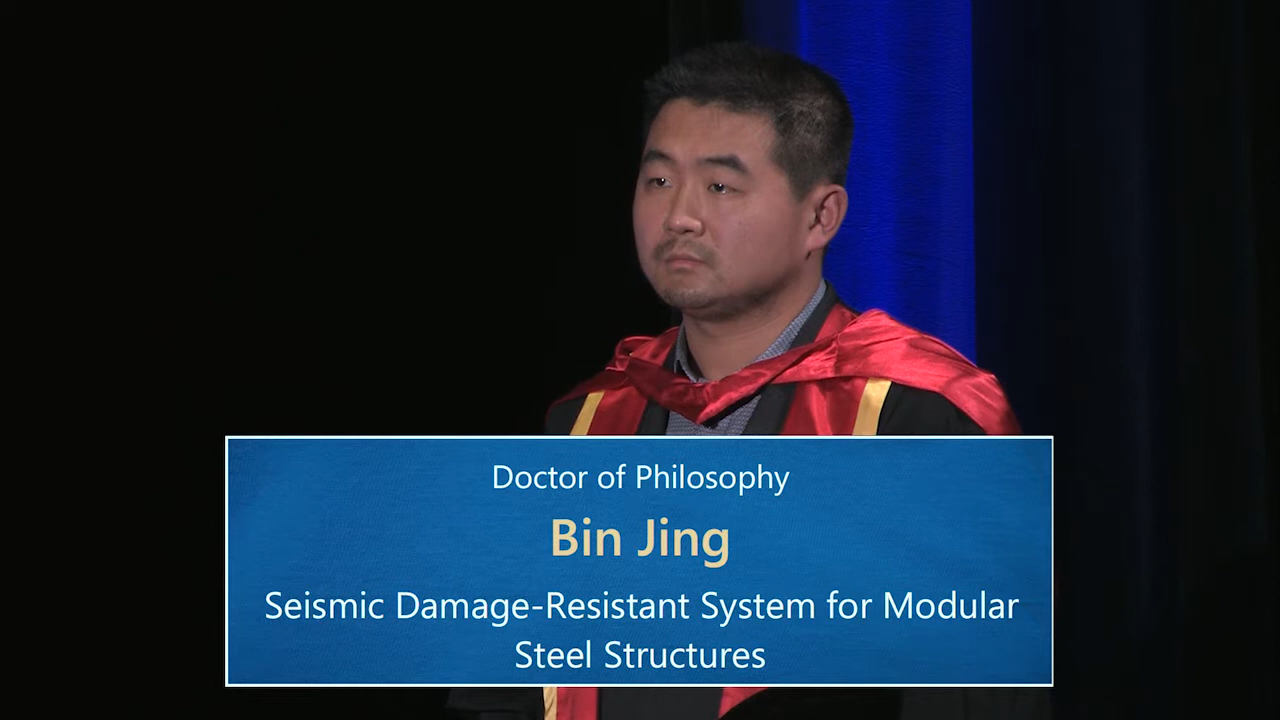 Doctor of Philosophy
Bin Jing
Seismic Damage-Resistant System for Modular
Steel Structures